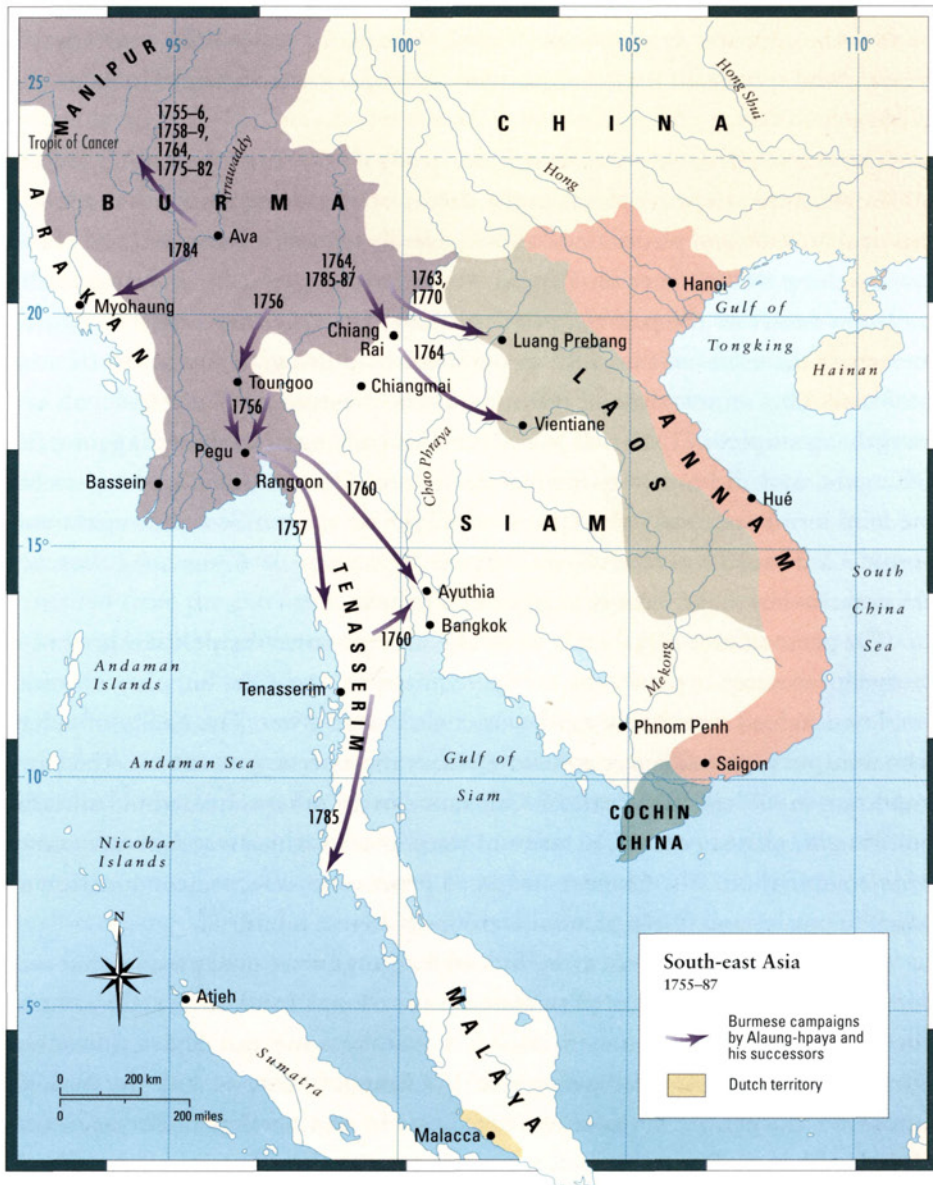 95°
100°
105°
110°
25°
MANIPUR
1755–6,
1758–9,
1764,
1775–82
Tropic of Cancer
Irrawaddy
CHINA
Hong Shui
Hong
BURMA
ARAKAN
Ava
1784
1764,
1785-87
1763,
1770
Hanoi
Gulf of
Tongking
20°
Myohaung
1756
Chiang
Rai
1764
Luang Prebang
Hainan
Toungoo
Chiangmai
1756
LAOS
ANNAM
Vientiane
Pegu
Chao Phraya
Bassein
Rangoon
1760
SIAM
Hué
1757
15°
TENASSERIM
Ayuthia
South
China
Sea
Bangkok
1760
Andaman
Islands
Mekong
Tenasserim
Phnom Penh
Andaman Sea
Gulf of
Siam
Saigon
10°
1785
COCHIN
CHINA
Nicobar
Islands
N
South-east Asia
1755–87
Burmese campaigns
by Alaung-hpaya and
his successors
Dutch territory
Atjeh
5°
MALAYA
Sumatra
0 200 km
0 200 miles
Malacca